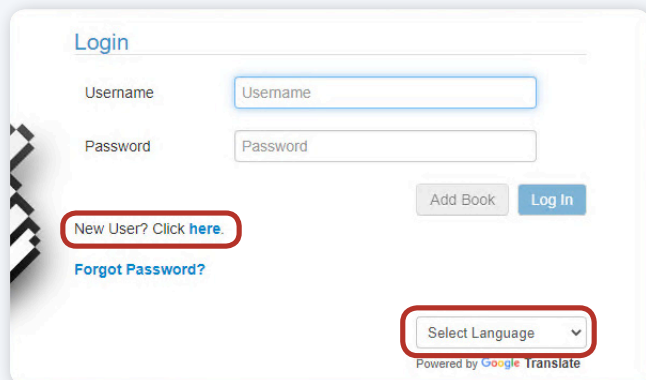 Login
Username Username
Password Password
Add Book Log In
New User? Click here.
Forgot Password?
Select Language
Powered by Google Translate